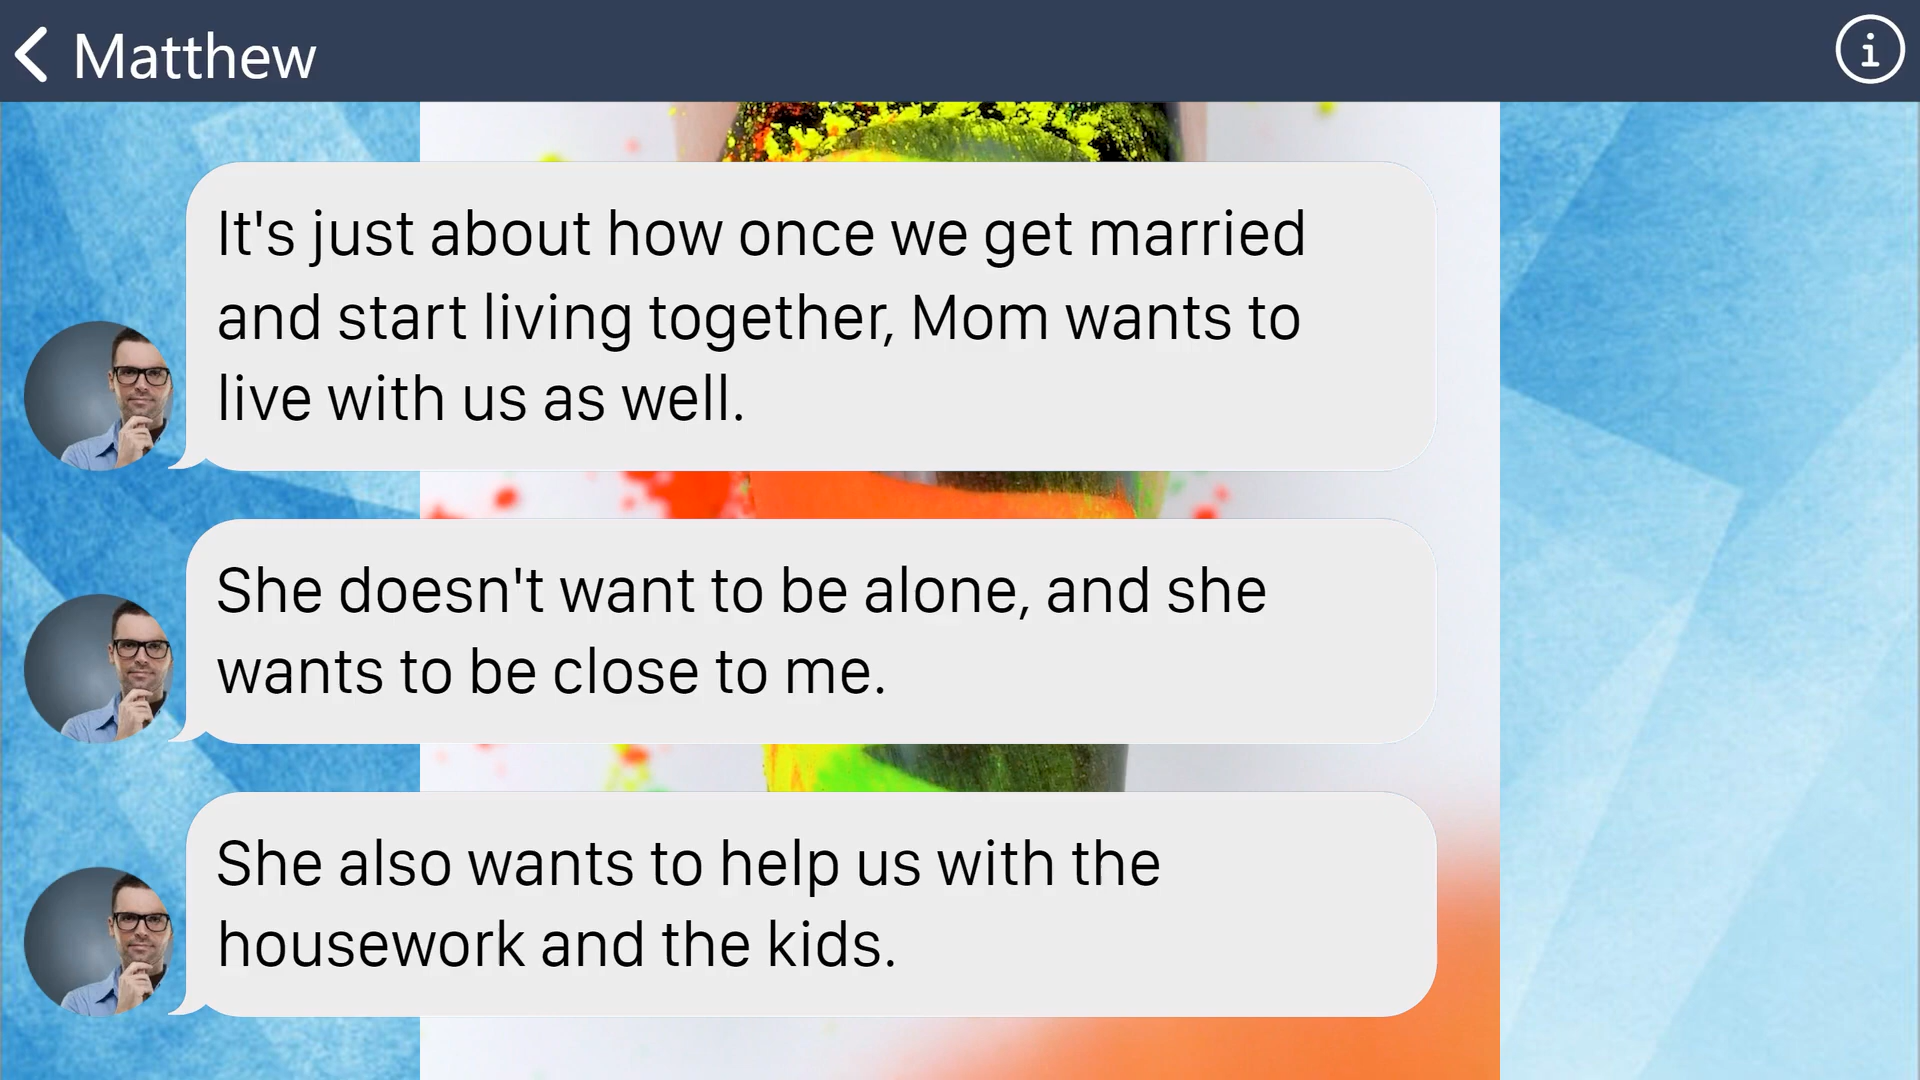 Matthew
It's just about how once we get married
and start living together, Mom wants to
live with us as well.
She doesn't want to be alone, and she
wants to be close to me.
She also wants to help us with the
housework and the kids.